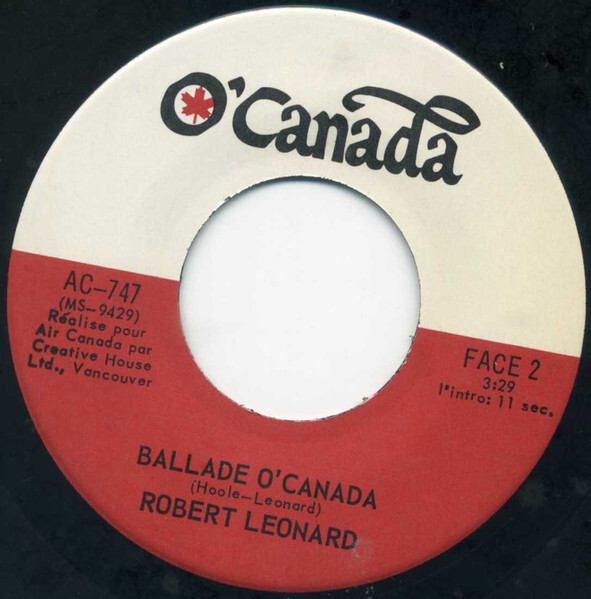 O'Canada
AC-747
(MS-9429)
Réalise pour
Air Canada par
Creative House
Ltd., Vancouver
FACE 2
3:29
l'intro: 11 sec.
BALLADE O'CANADA
(Hoole-Leonard)
ROBERT LEONARD